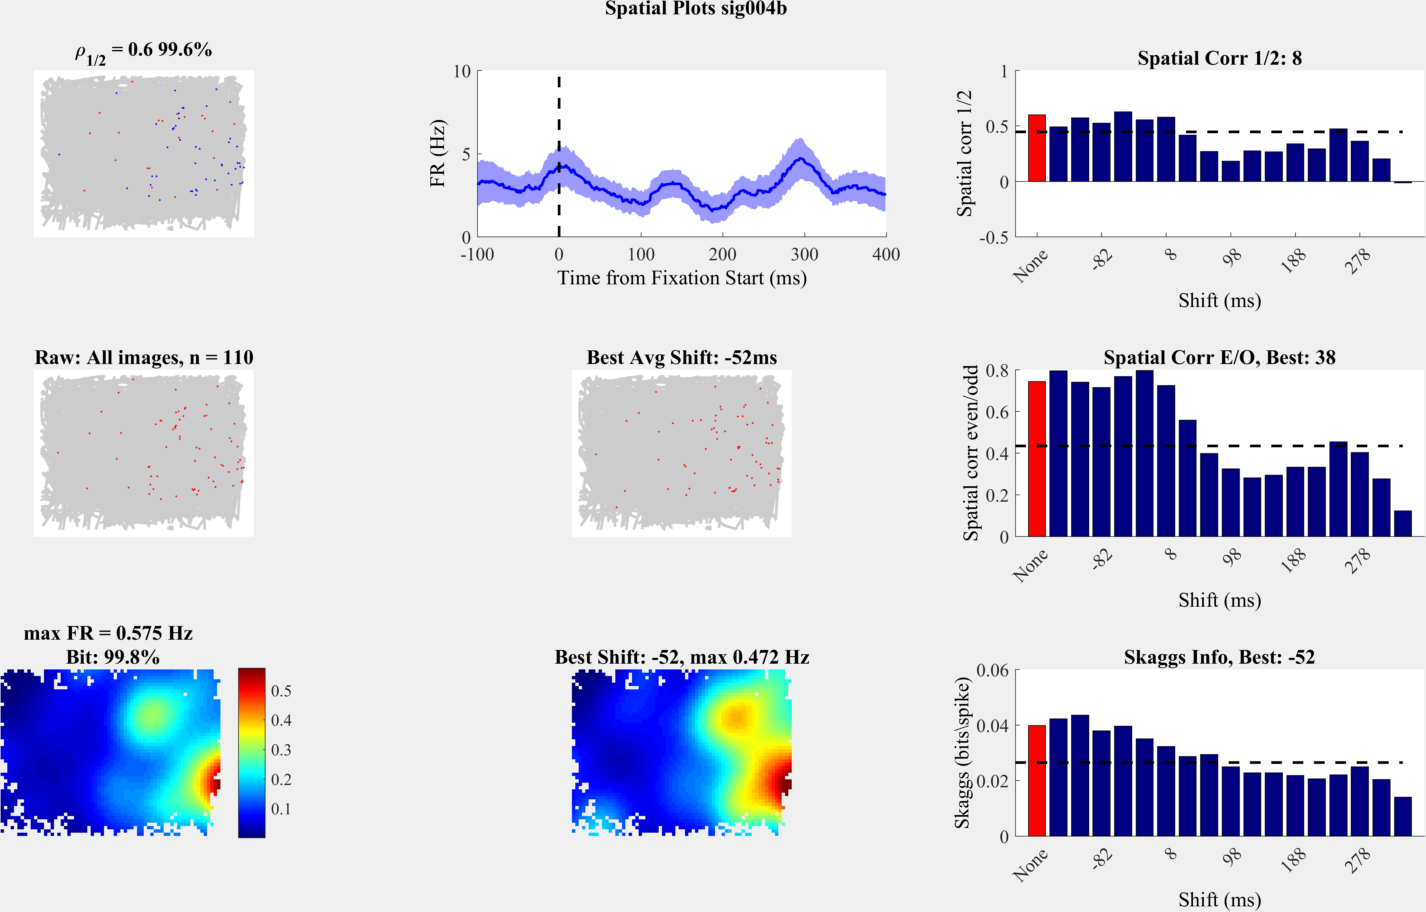 Spatial Plots sig004b
ρ1/2 = 0.6 99.6%
10
5
0
FR (Hz)
-100 0 100 200 300 400
Time from Fixation Start (ms)
Spatial Corr 1/2: 8
1
0.5
0
-0.5
Spatial corr 1/2
None -82 8 98 188 278
Shift (ms)
Raw: All images, n = 110
Best Avg Shift: -52ms
Spatial Corr E/O, Best: 38
0.8
0.6
0.4
0.2
0
Spatial corr even/odd
None -82 8 98 188 278
Shift (ms)
max FR = 0.575 Hz
Bit: 99.8%
0.5
0.4
0.3
0.2
0.1
Best Shift: -52, max 0.472 Hz
Skaggs Info, Best: -52
0.06
0.04
0.02
0
Skaggs (bits\spike)
None -82 8 98 188 278
Shift (ms)